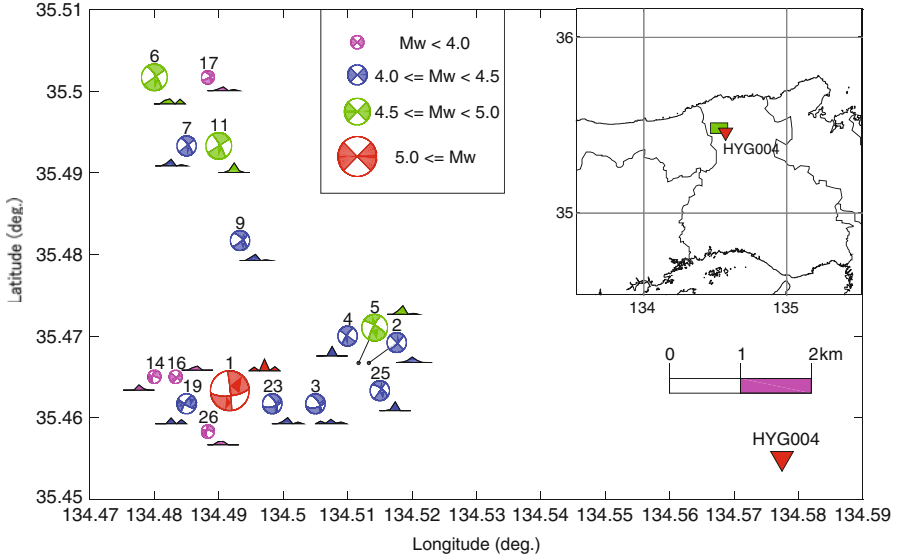 35.51
35.5
35.49
35.48
35.47
35.46
35.45
Latitude (deg.)
134.47 134.48 134.49 134.5 134.51 134.52 134.53 134.54 134.55 134.56 134.57 134.58 134.59
Longitude (deg.)
Mw < 4.0
4.0 <= Mw < 4.5
4.5 <= Mw < 5.0
5.0 <= Mw
36
35
134 135
HYG004
6
17
7
11
9
5
4
2
14
16
1
19
23
3
25
26
0 1 2km
HYG004